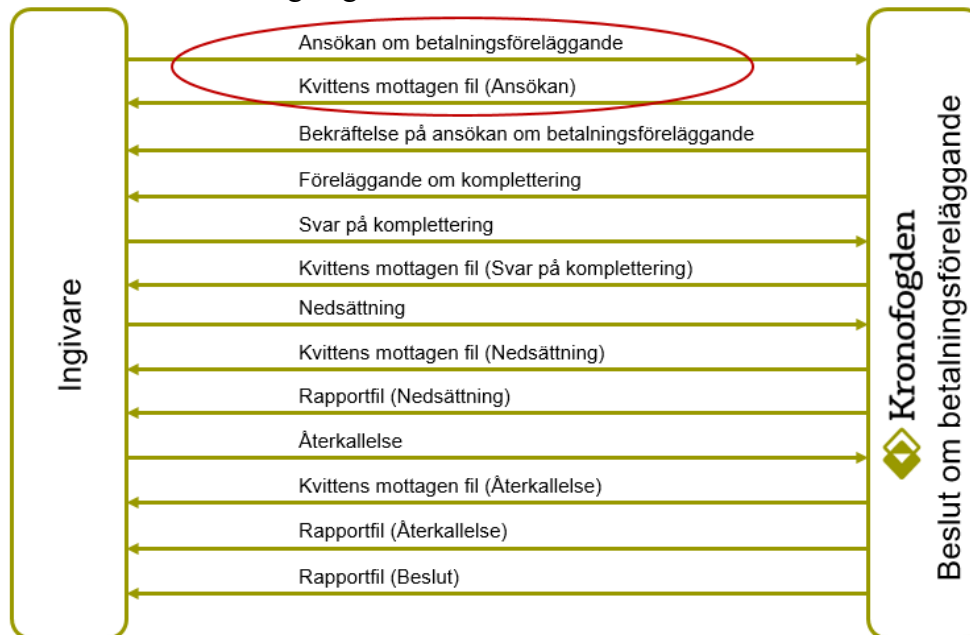 Ansökan om betalningsföreläggande
Kvittens mottagen fil (Ansökan)
Bekräftelse på ansökan om betalningsföreläggande
Föreläggande om komplettering
Svar på komplettering
Kvittens mottagen fil (Svar på komplettering)
Nedsättning
Kvittens mottagen fil (Nedsättning)
Rapportfil (Nedsättning)
Återkallelse
Kvittens mottagen fil (Återkallelse)
Rapportfil (Återkallelse)
Rapportfil (Beslut)
Ingivare
Kronofogden
Beslut om betalningsföreläggande